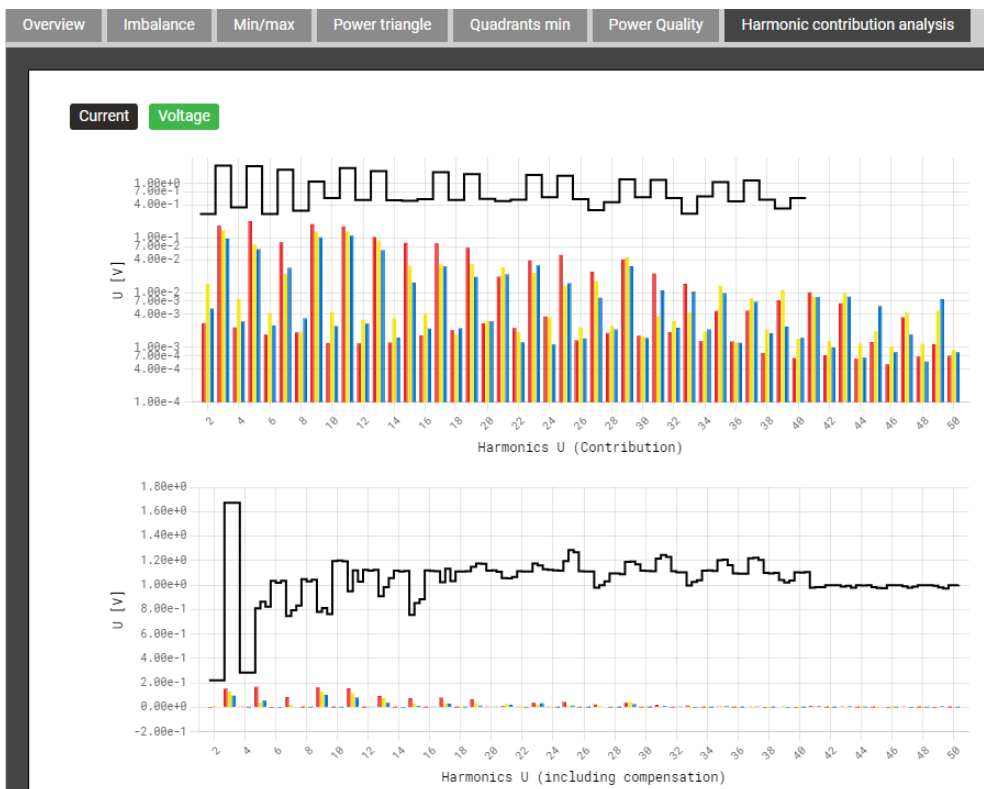 Overview Imbalance Min/max Power triangle Quadrants min Power Quality Harmonic contribution analysis
Current Voltage
1.00e+0
7.00e-1
4.00e-1
1.00e-1
7.00e-2
4.00e-2
1.00e-2
7.00e-3
4.00e-3
1.00e-3
7.00e-4
4.00e-4
1.00e-4
U [V]
2 4 6 8 10 12 14 16 18 20 22 24 26 28 30 32 34 36 38 40 42 44 46 48 50
Harmonics U (Contribution)
1.80e+0
1.60e+0
1.40e+0
1.20e+0
1.00e+0
8.00e-1
6.00e-1
4.00e-1
2.00e-1
0.00e+0
-2.00e-1
U [V]
2 4 6 8 10 12 14 16 18 20 22 24 26 28 30 32 34 36 38 40 42 44 46 48 50
Harmonics U (including compensation)